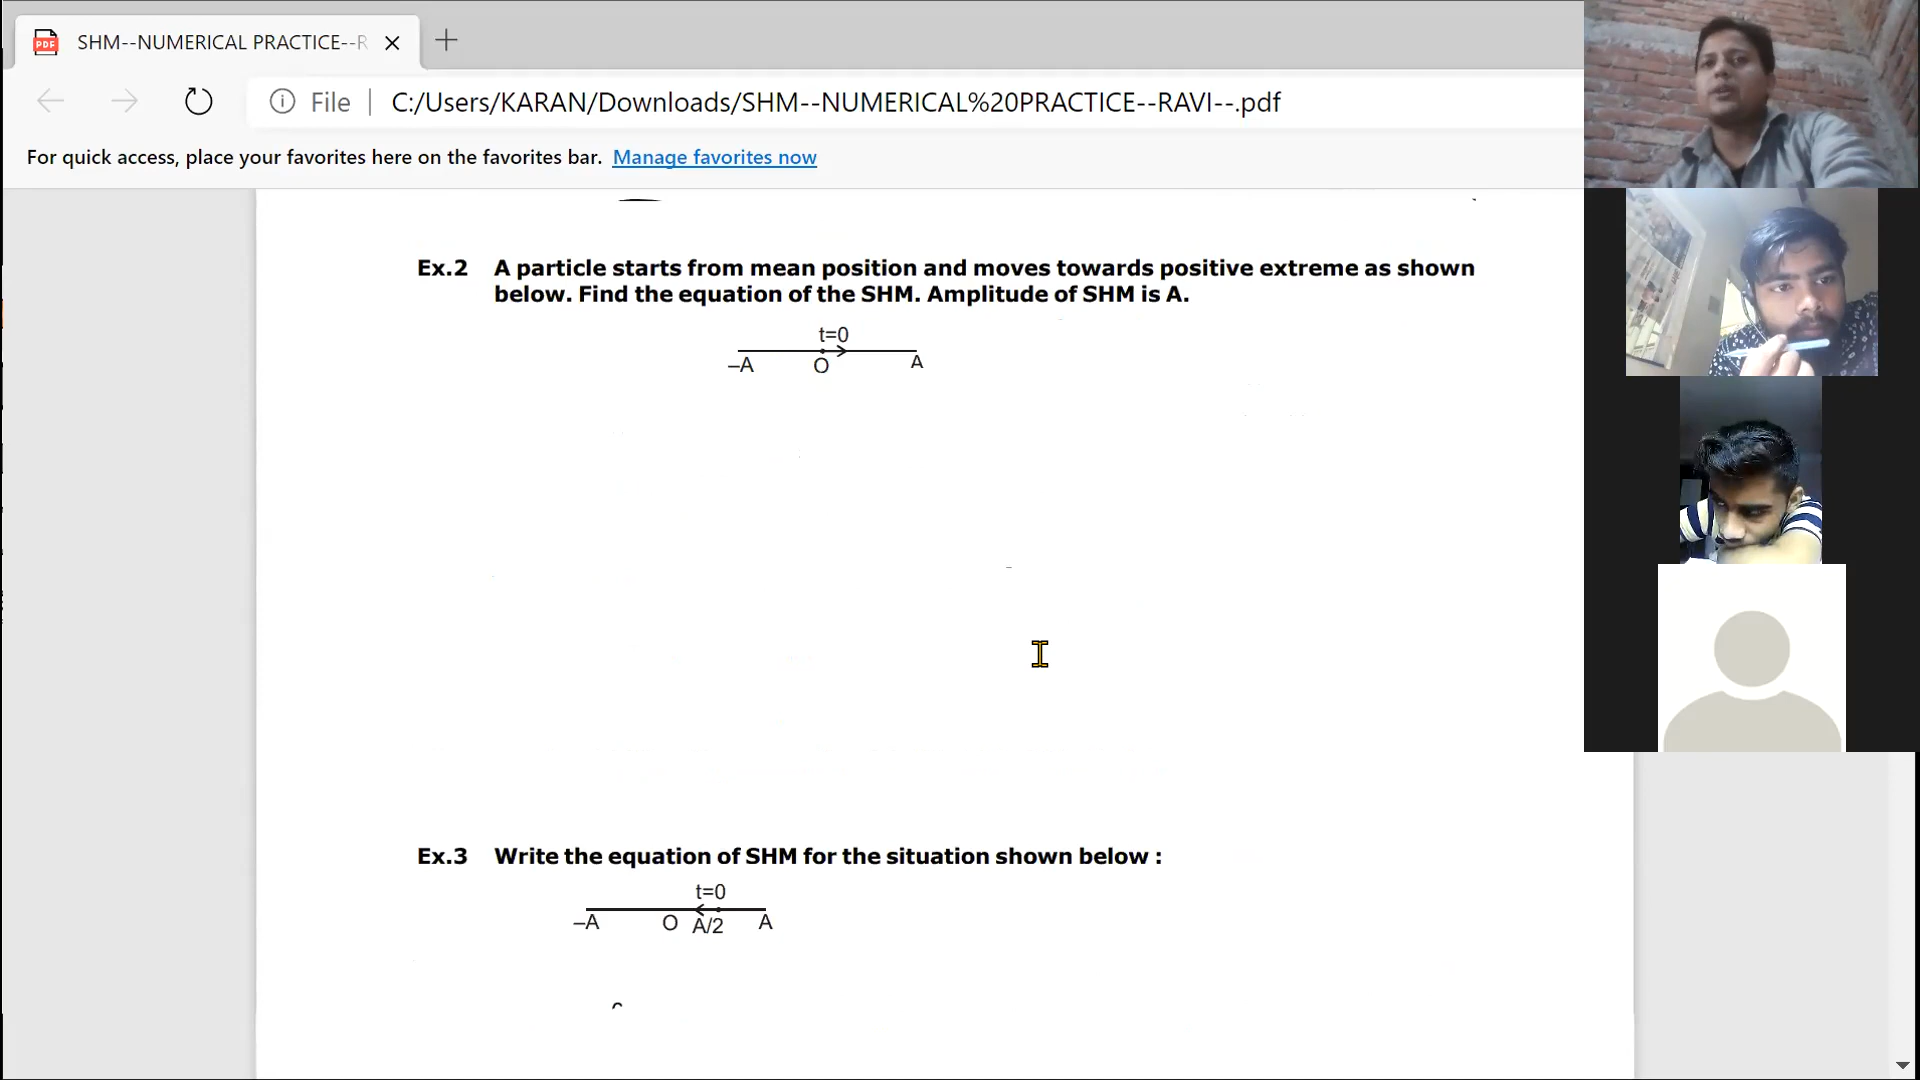 SHM--NUMERICAL PRACTICE--R
File
C:/Users/KARAN/Downloads/SHM--NUMERICAL%20PRACTICE--RAVI--.pdf
For quick access, place your favorites here on the favorites bar. Manage favorites now
Ex.2 A particle starts from mean position and moves towards positive extreme as shown
below. Find the equation of the SHM. Amplitude of SHM is A.
t=0
–A O A
Ex.3 Write the equation of SHM for the situation shown below :
t=0
–A O A/2 A